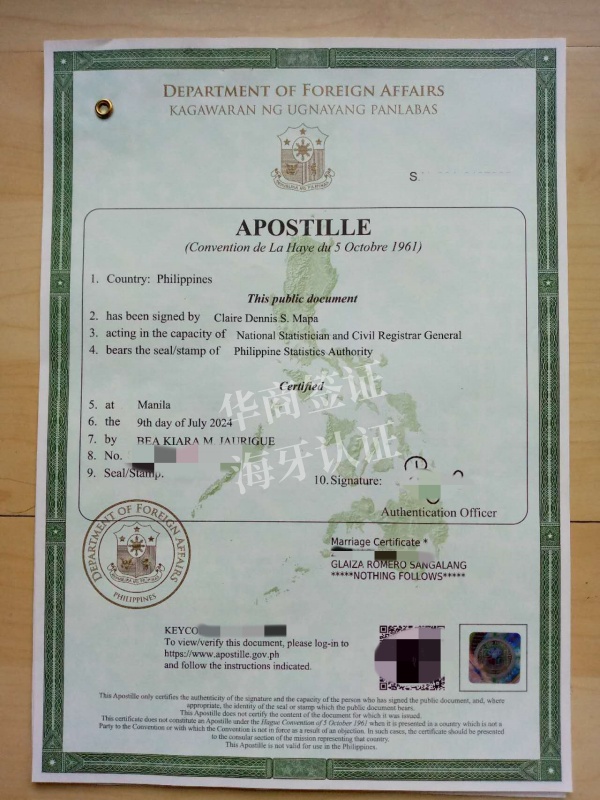 DEPARTMENT OF FOREIGN AFFAIRS
KAGAWARAN NG UGNAYANG PANLABAS
REPUBLIKA NG PILIPINAS
S
APOSTILLE
(Convention de La Haye du 5 Octobre 1961)
1. Country: Philippines
This public document
2. has been signed by Claire Dennis S. Mapa
3. acting in the capacity of National Statistician and Civil Registrar General
4. bears the seal/stamp of Philippine Statistics Authority
Certified
5. at Manila
6. the 9th day of July 2024
7. by BEA KIARA M. JAURIGUE
8. No.
9. Seal/Stamp.
10. Signature:
华商签证
海牙认证
Authentication Officer
DEPARTMENT OF FOREIGN AFFAIRS
PHILIPPINES
Marriage Certificate *
GLAIZA ROMERO SANGALANG
*****NOTHING FOLLOWS*****
KEYCO
To view/verify this document, please log-in to
https://www.apostille.gov.ph
and follow the instructions indicated.
This Apostille only certifies the authenticity of the signature and the capacity of the person who has signed the public document, and, where
appropriate, the identity of the seal or stamp which the public document bears.
This Apostille does not certify the content of the document for which it was issued.
This certificate does not constitute an Apostille under the Hague Convention of 5 October 1961 when it is presented in a country which is not a
Party to the Convention or with which the Convention is not in force as a result of an objection. In such cases, the certificate should be presented
to the consular section of the mission representing that country.
This Apostille is not valid for use in the Philippines.